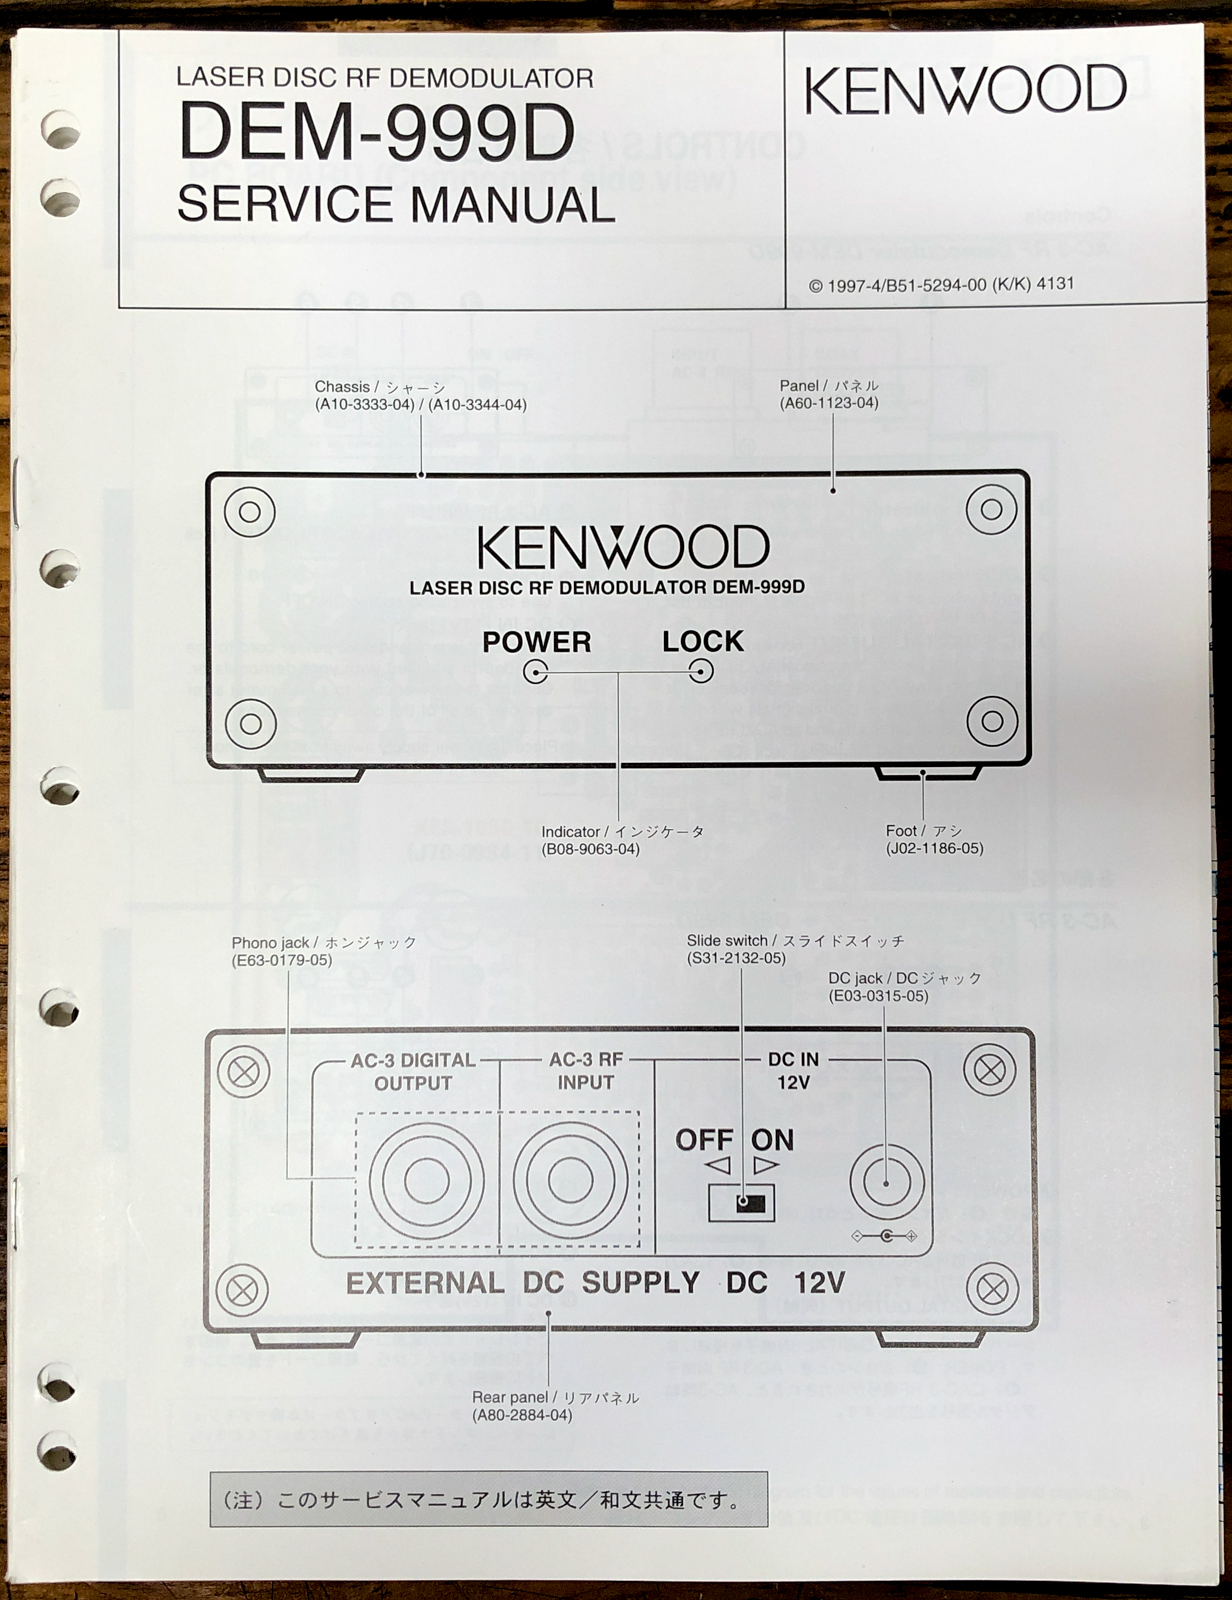 LASER DISC RF DEMODULATOR
DEM-999D
SERVICE MANUAL
KENWOOD
© 1997-4/B51-5294-00 (K/K) 4131
Chassis / シャーシ
(A10-3333-04) / (A10-3344-04)
Panel / パネル
(A60-1123-04)
KENWOOD
LASER DISC RF DEMODULATOR DEM-999D
POWER LOCK
Indicator / インジケータ
(B08-9063-04)
Foot / アシ
(J02-1186-05)
Phono jack / ホンジャック
(E63-0179-05)
Slide switch / スライドスイッチ
(S31-2132-05)
DC jack / DCジャック
(E03-0315-05)
AC-3 DIGITAL
OUTPUT
AC-3 RF
INPUT
DC IN
12V
OFF ON
EXTERNAL DC SUPPLY DC 12V
Rear panel / リアパネル
(A80-2884-04)
（注）このサービスマニュアルは英文／和文共通です。